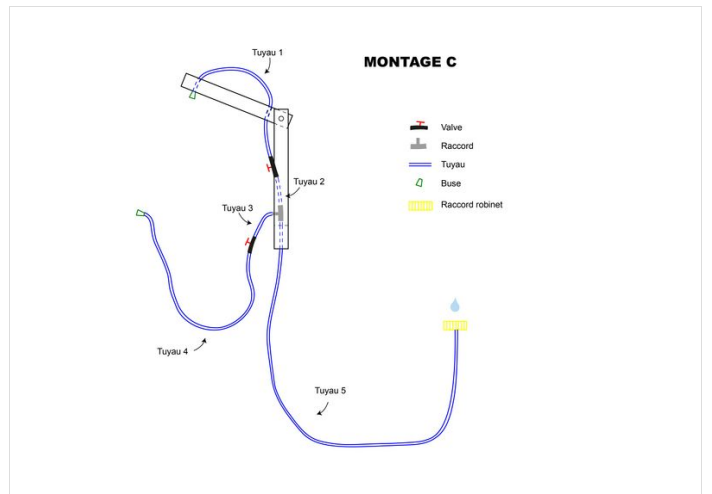 Tuyau 1
MONTAGE C
Valve
Raccord
Tuyau
Buse
Raccord robinet
Tuyau 2
Tuyau 3
Tuyau 4
Tuyau 5